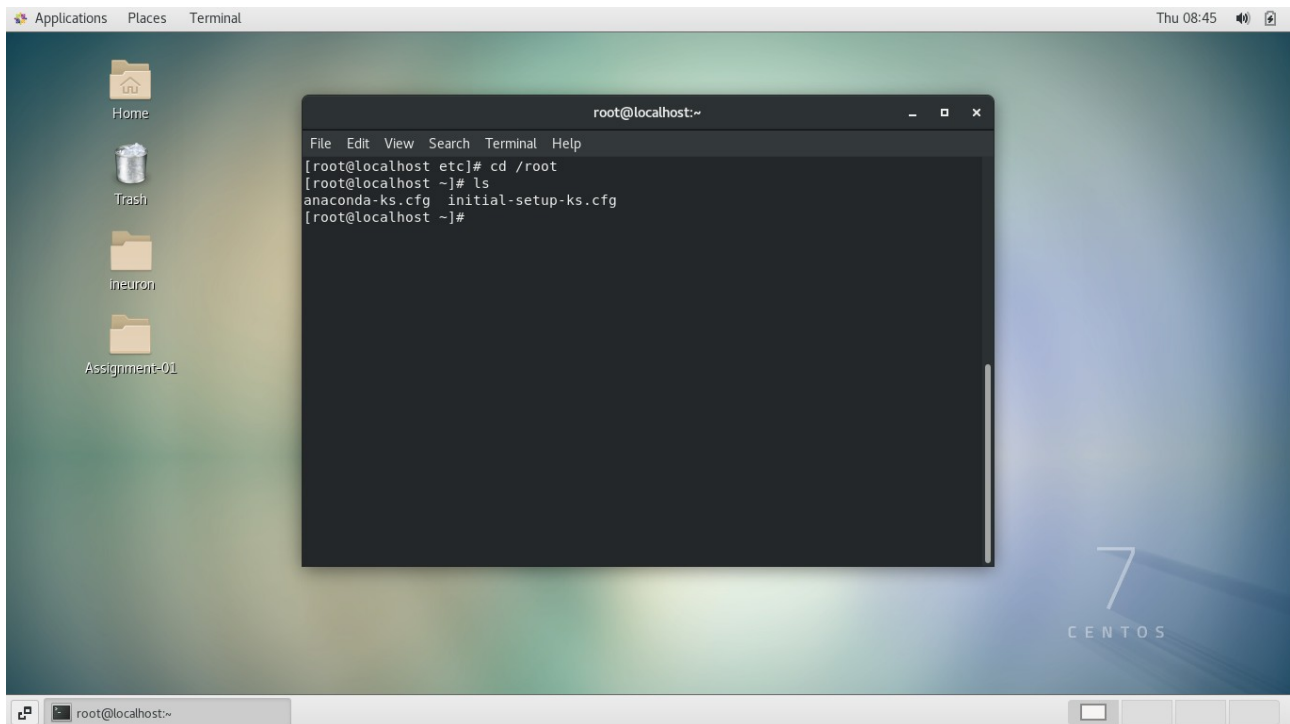 Applications Places Terminal Thu 08:45
Home
Trash
ineuron
Assignment-01
root@localhost:~
File Edit View Search Terminal Help
[root@localhost etc]# cd /root
[root@localhost ~]# ls
anaconda-ks.cfg  initial-setup-ks.cfg
[root@localhost ~]#
7
CENTOS
root@localhost:~